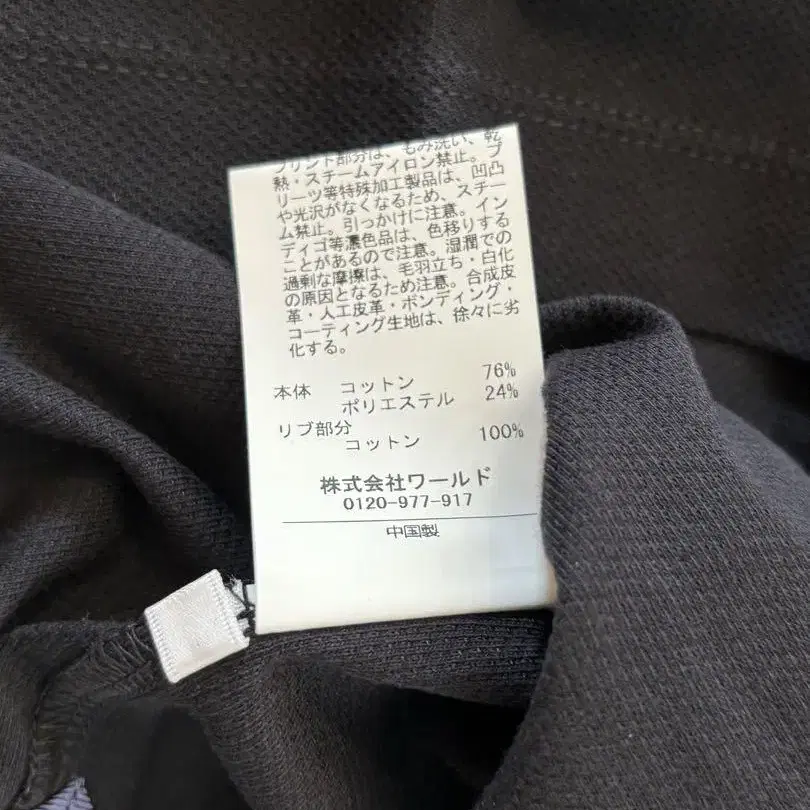 プリント部分は、もみ洗い、乾
熱・スチームアイロン禁止。プ
リーツ等特殊加工製品は、凹凸
や光沢がなくなるため、スチー
ム禁止。引っかけに注意。イン
ディゴ等濃色品は、色移りする
ことがあるので注意。湿潤での
過剰な摩擦は、毛羽立ち・白化
の原因となるため注意。合成皮
革・人工皮革・ボンディング・
コーティング生地は、徐々に劣
化する。
本体 コットン 76%
ポリエステル 24%
リブ部分
コットン 100%
株式会社ワールド
0120-977-917
中国製